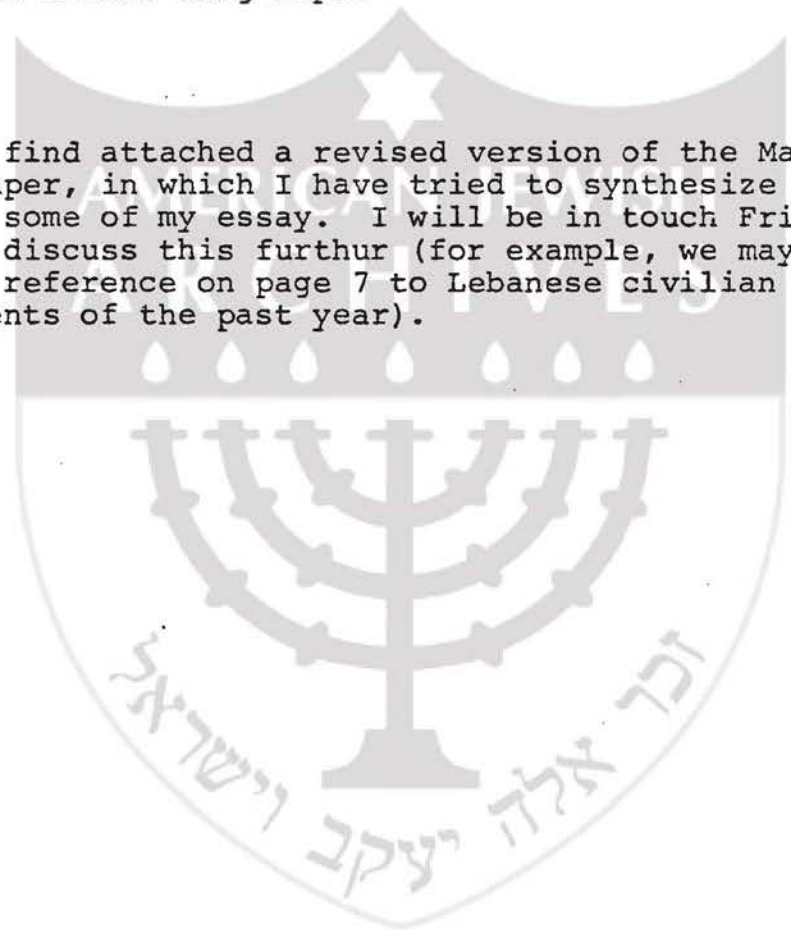 find attached a revised version of the Ma
per, in which I have tried to synthesize
some of my essay. I will be in touch Fri
discuss this furthur (for example, we may
reference on page 7 to Lebanese civilian
ents of the past year).
AMERICAN JEWISH
ARCHIVES
זכר אלה יעקב וישראל